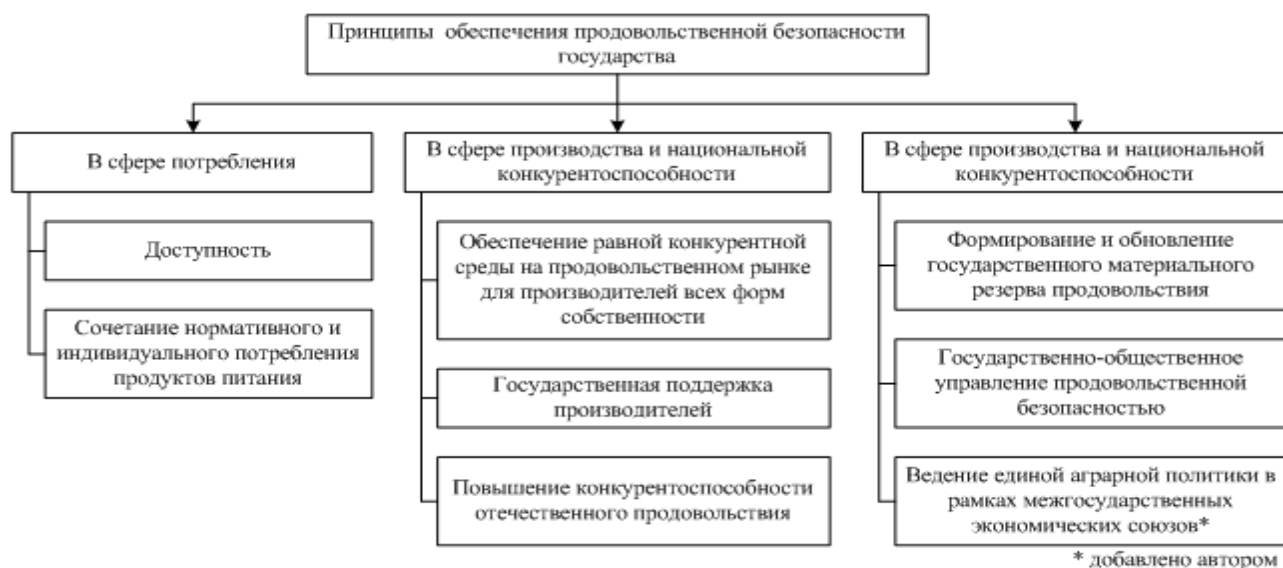 Принципы обеспечения продовольственной безопасности
государства
В сфере потребления
Доступность
Сочетание нормативного и
индивидуального потребления
продуктов питания
В сфере производства и национальной
конкурентоспособности
Обеспечение равной конкурентной
среды на продовольственном рынке
для производителей всех форм
собственности
Государственная поддержка
производителей
Повышение конкурентоспособности
отечественного продовольствия
В сфере производства и национальной
конкурентоспособности
Формирование и обновление
государственного материального
резерва продовольствия
Государственно-общественное
управление продовольственной
безопасностью
Ведение единой аграрной политики в
рамках межгосударственных
экономических союзов*
* добавлено автором